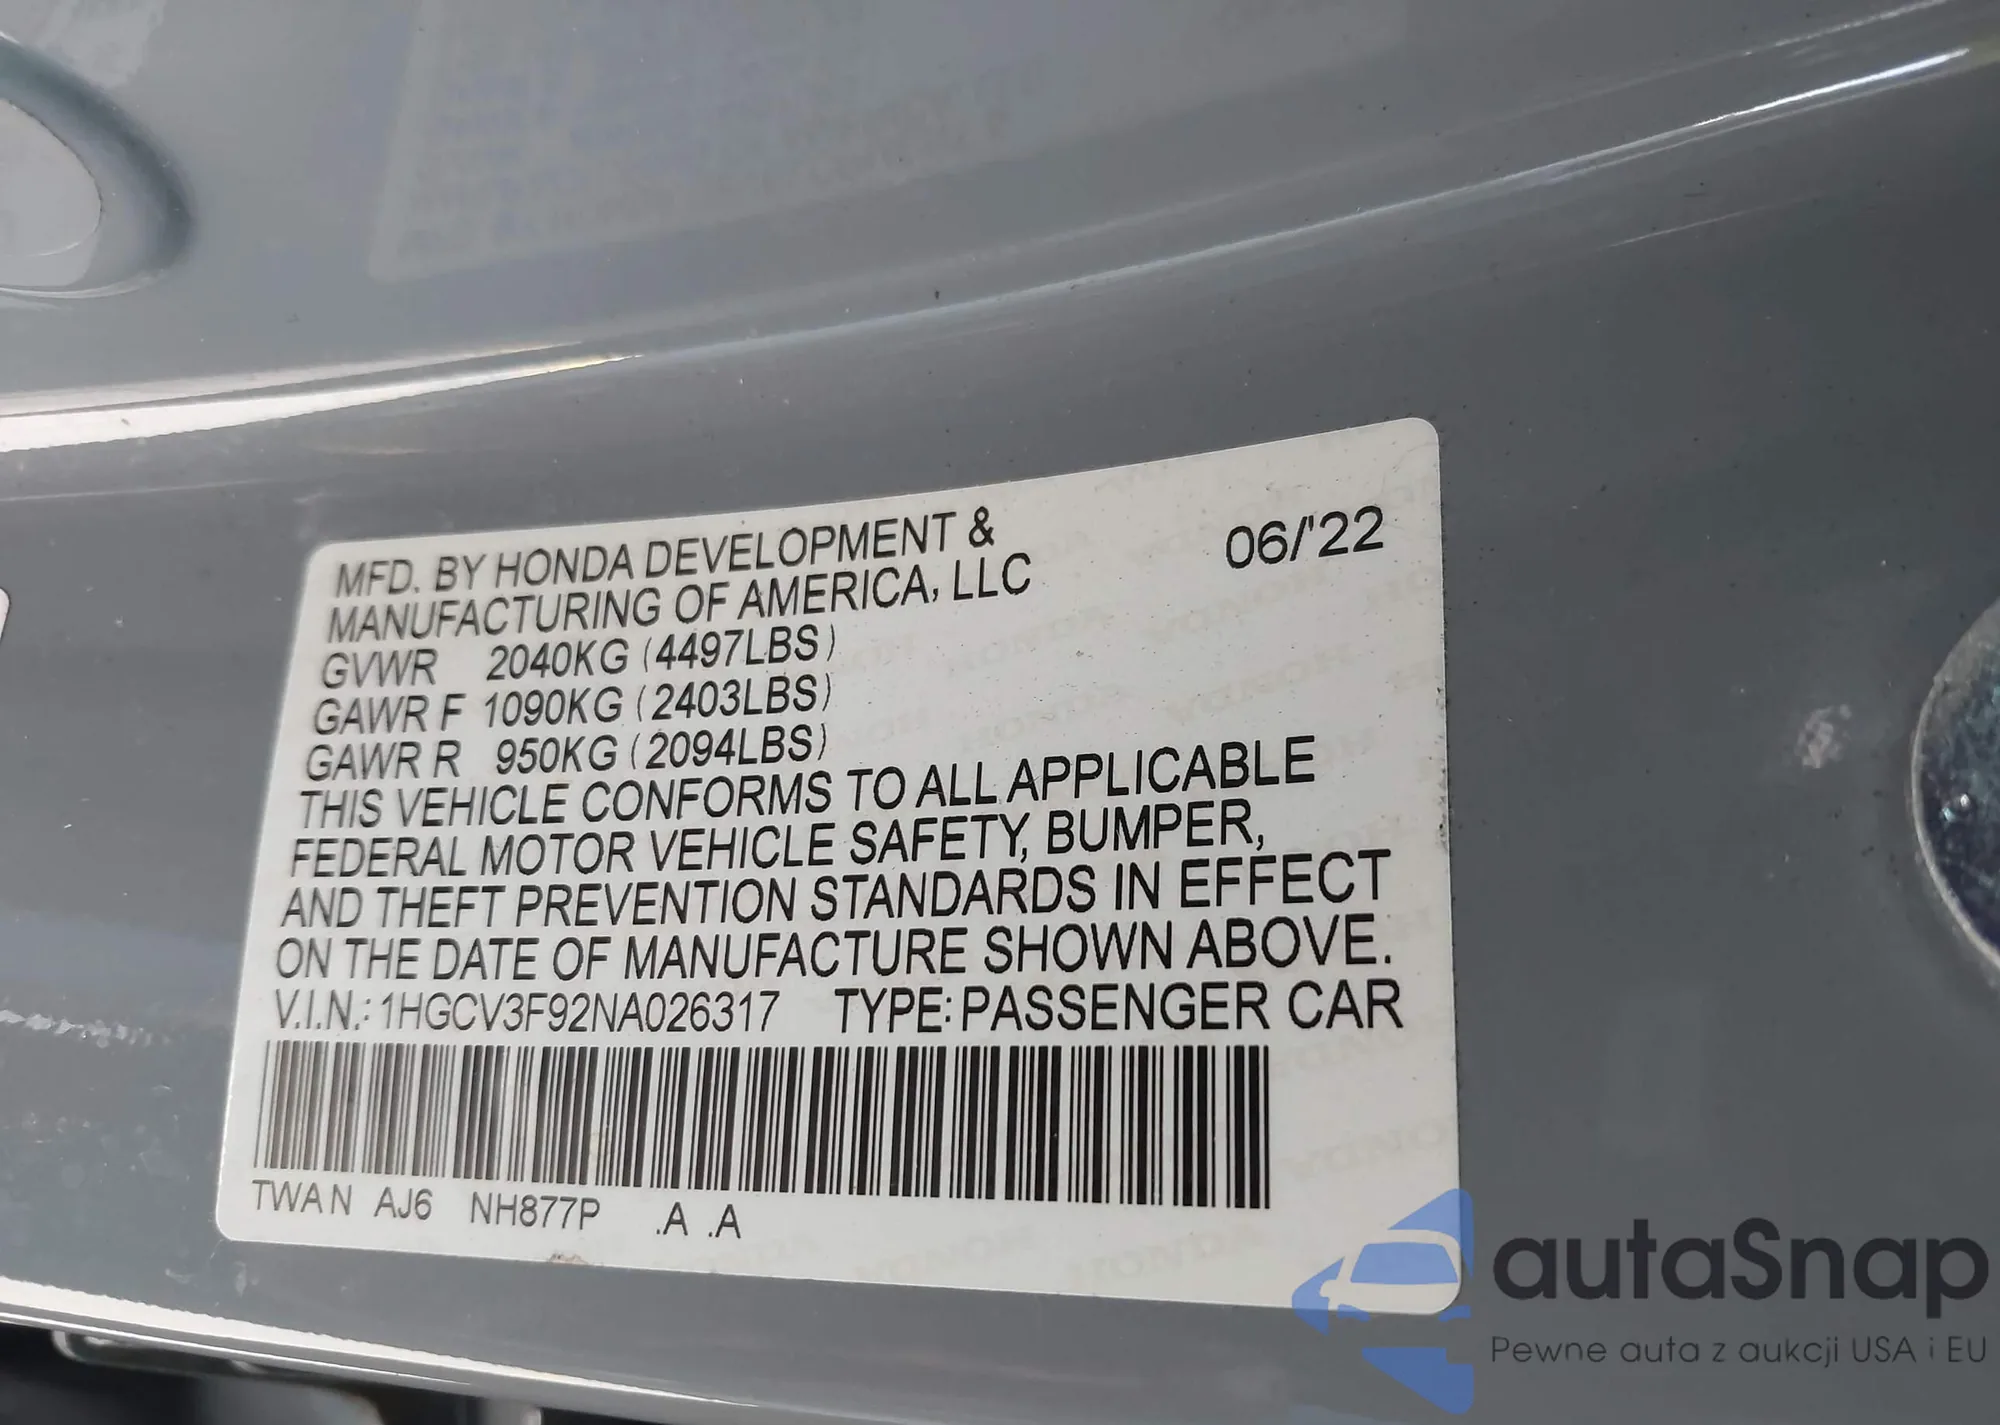 MFD. BY HONDA DEVELOPMENT &
MANUFACTURING OF AMERICA, LLC
06/'22
GVWR 2040KG (4497LBS)
GAWR F 1090KG (2403LBS)
GAWR R 950KG (2094LBS)
THIS VEHICLE CONFORMS TO ALL APPLICABLE
FEDERAL MOTOR VEHICLE SAFETY, BUMPER,
AND THEFT PREVENTION STANDARDS IN EFFECT
ON THE DATE OF MANUFACTURE SHOWN ABOVE.
V.I.N.: 1HGCV3F92NA026317 TYPE: PASSENGER CAR
TWAN AJ6 NH877P .A .A
autaSnap
Pewne auta z aukcji USA i EU